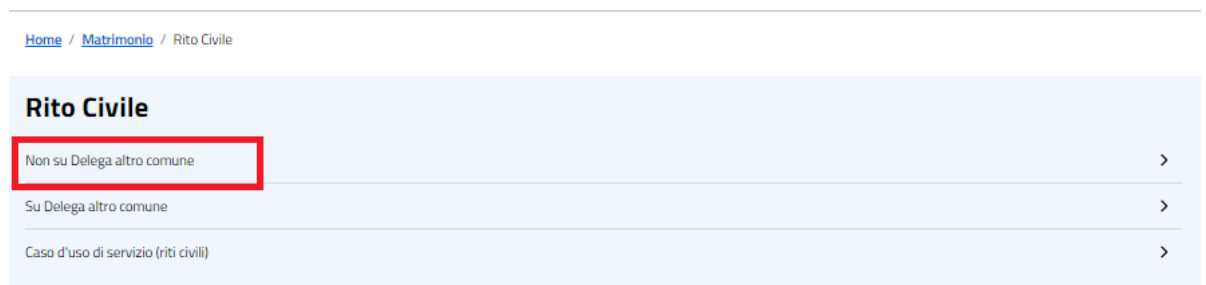 Home / Matrimonio / Rito Civile
Rito Civile
Non su Delega altro comune
Su Delega altro comune
Caso d'uso di servizio (riti civili)